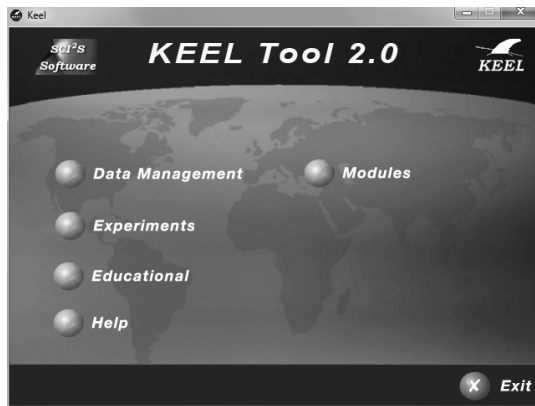 Keel
SCI²S
Software
KEEL Tool 2.0
KEEL
Data Management
Modules
Experiments
Educational
Help
X Exit